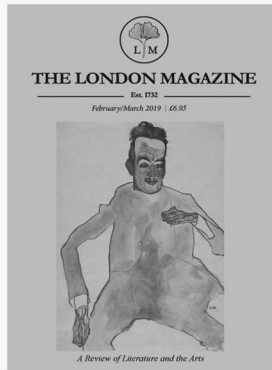 L M
THE LONDON MAGAZINE
Est. 1732
February/March 2019 | £6.95
A Review of Literature and the Arts